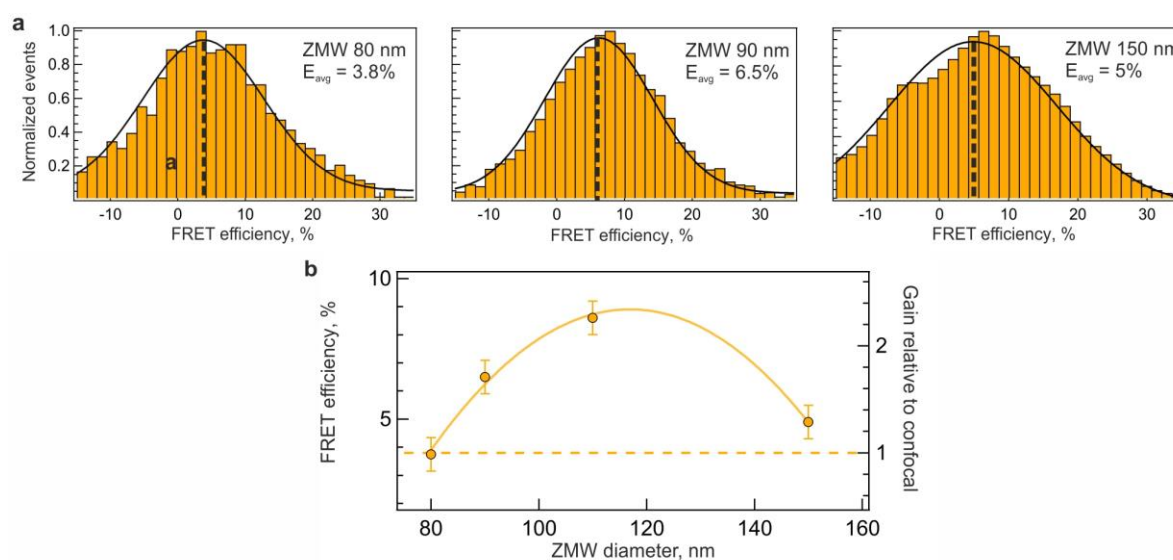 a
Normalized events
1.0
0.8
0.6
0.4
0.2
ZMW 80 nm
E_avg = 3.8%
a
-10 0 10 20 30
FRET efficiency, %
ZMW 90 nm
E_avg = 6.5%
-10 0 10 20 30
FRET efficiency, %
ZMW 150 nm
E_avg = 5%
-10 0 10 20 30
FRET efficiency, %
b
FRET efficiency, %
10
5
Gain relative to confocal
2
1
80 100 120 140 160
ZMW diameter, nm